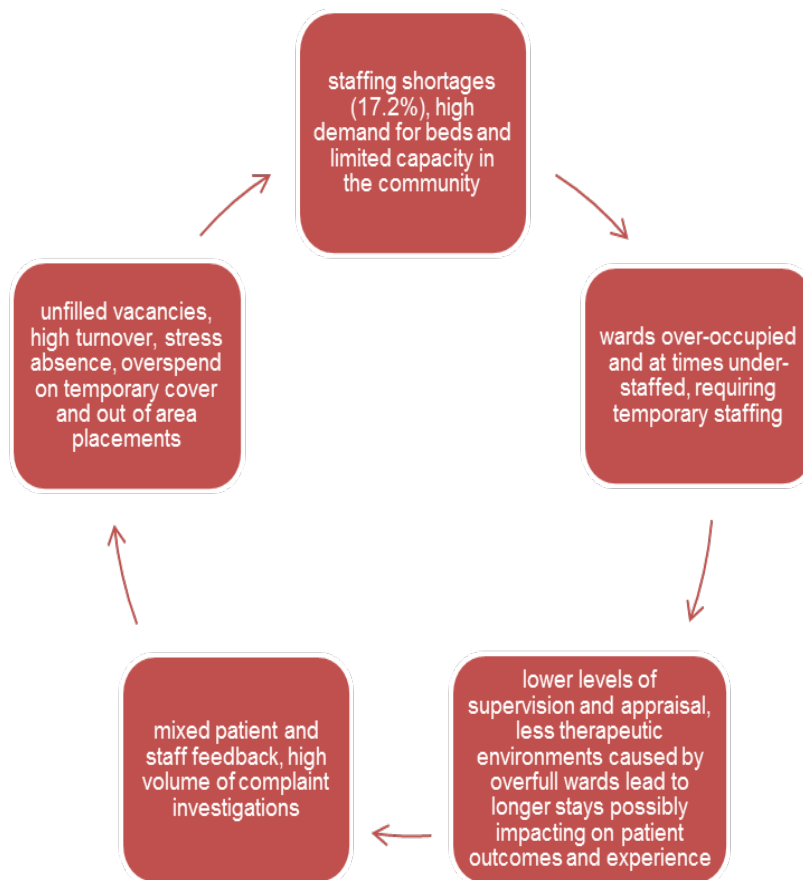 staffing shortages
(17.2%), high
demand for beds and
limited capacity in
the community
wards over-occupied
and at times under-
staffed, requiring
temporary staffing
lower levels of
supervision and appraisal,
less therapeutic
environments caused by
overfull wards lead to
longer stays possibly
impacting on patient
outcomes and experience
mixed patient and
staff feedback, high
volume of complaint
investigations
unfilled vacancies,
high turnover, stress
absence, overspend
on temporary cover
and out of area
placements